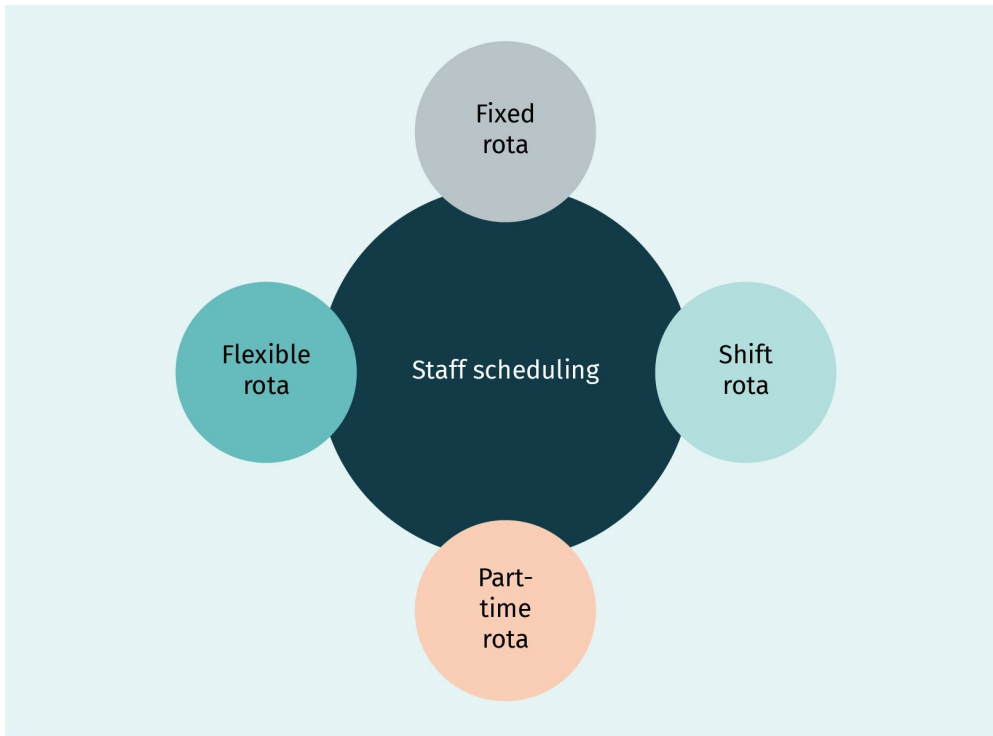 Fixed
rota
Flexible
rota
Staff scheduling
Shift
rota
Part-
time
rota